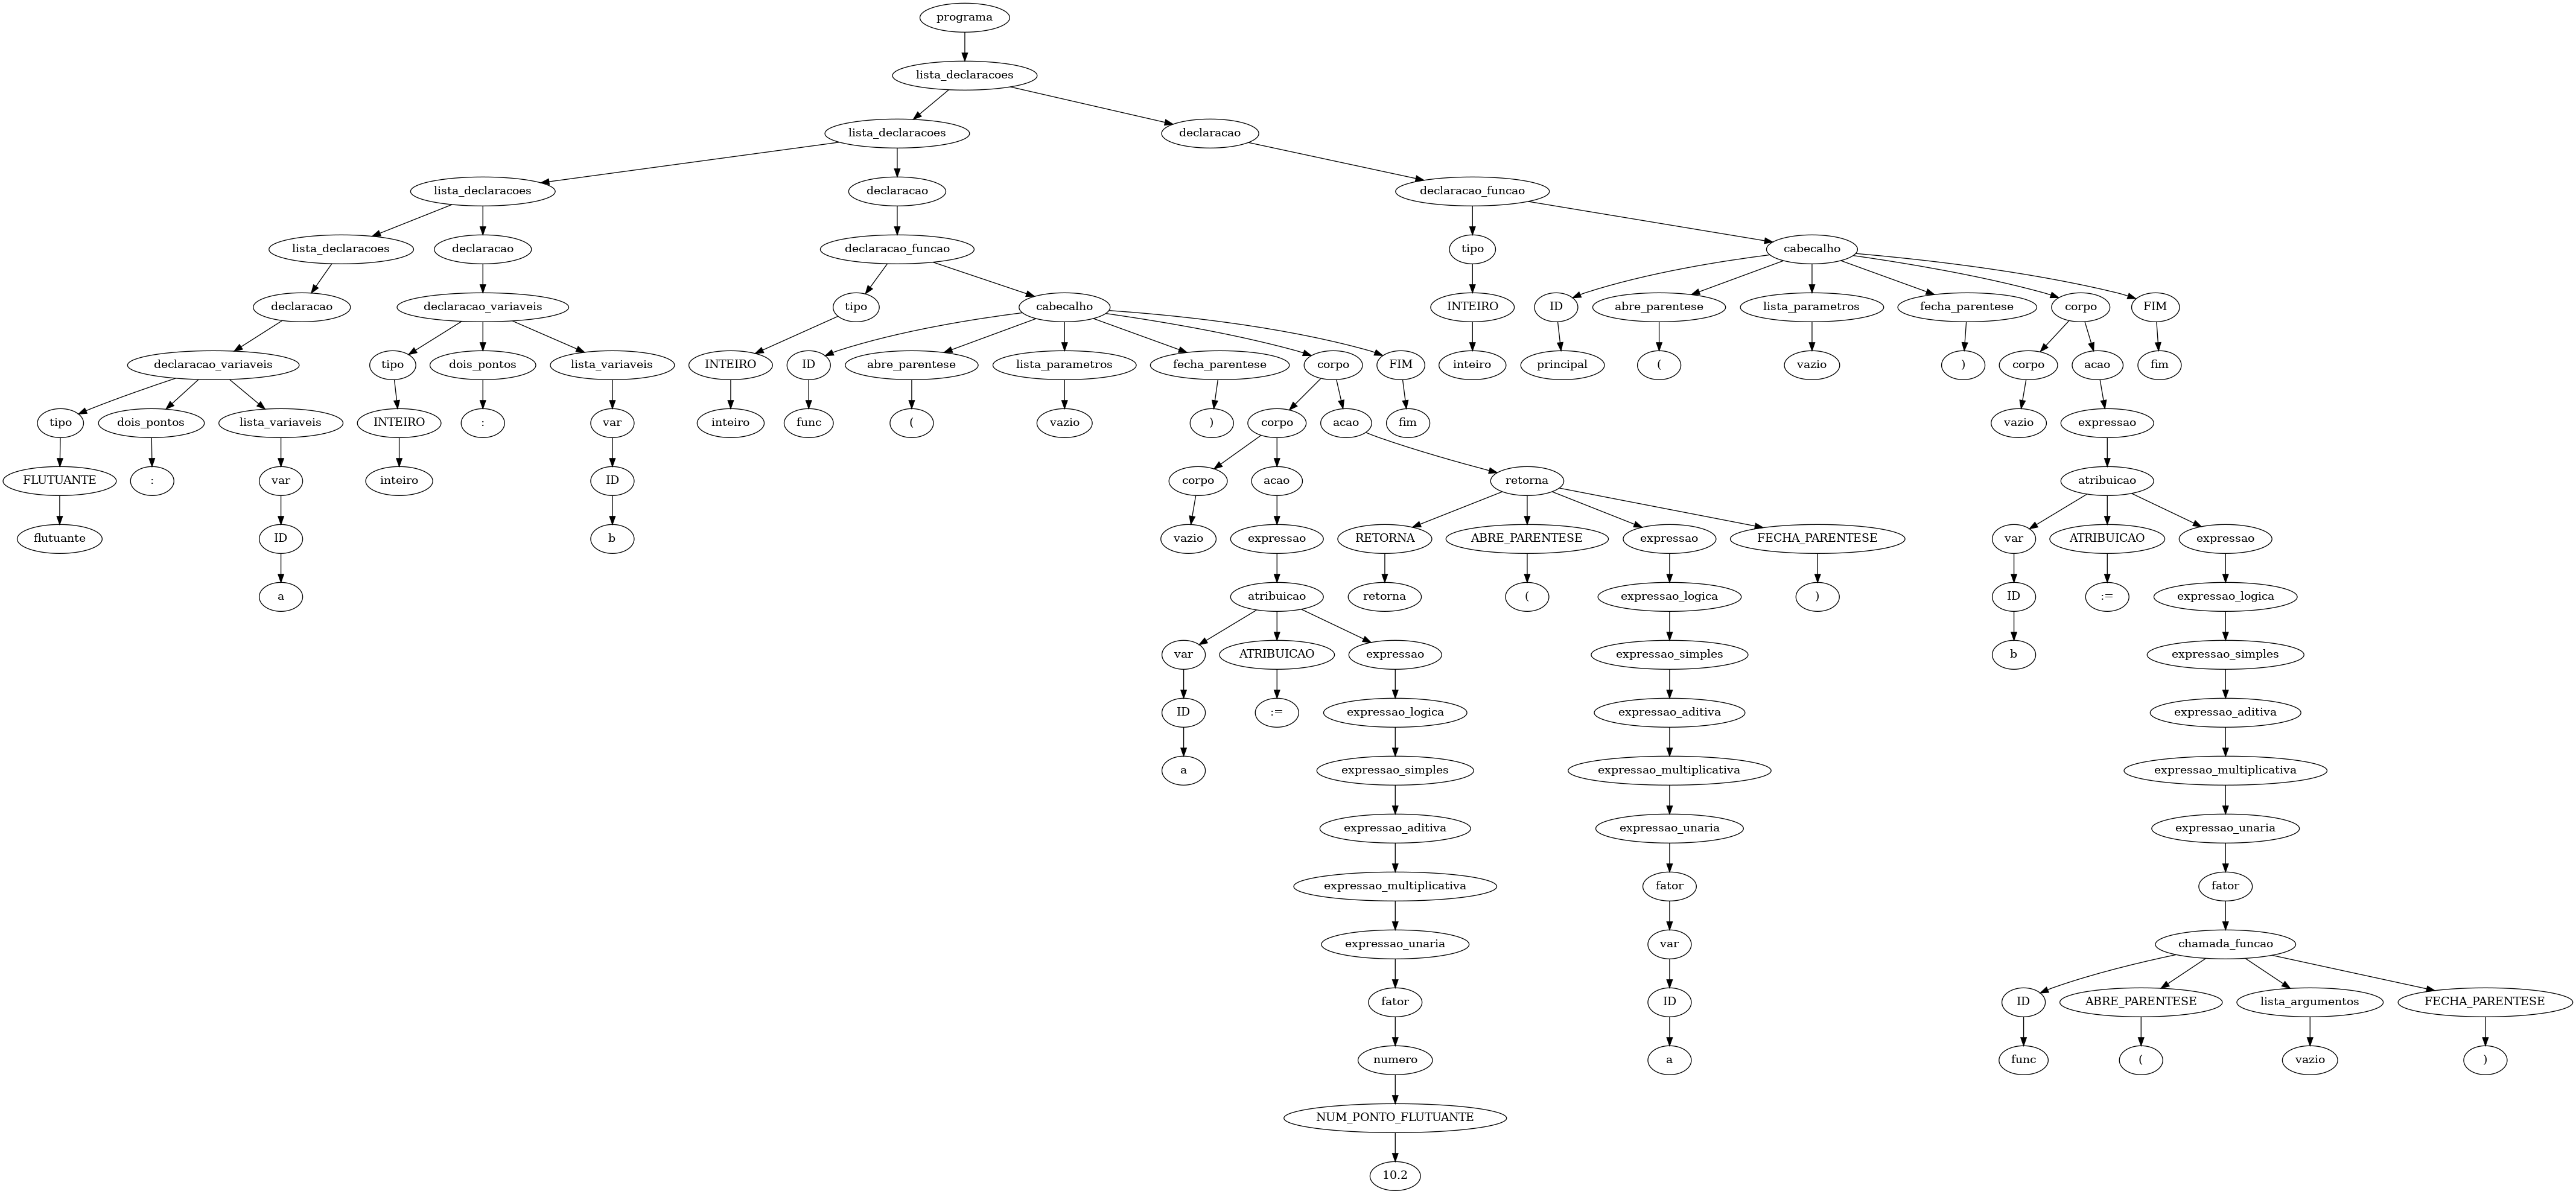 programa
lista_declaracoes
lista_declaracoes declaracao
lista_declaracoes declaracao declaracao_funcao
lista_declaracoes declaracao declaracao_funcao tipo cabecalho
declaracao declaracao_variaveis tipo cabecalho INTEIRO ID abre_parentese lista_parametros fecha_parentese corpo FIM
declaracao_variaveis tipo dois_pontos lista_variaveis INTEIRO ID abre_parentese lista_parametros fecha_parentese corpo FIM inteiro principal ( vazio ) corpo acao fim
tipo dois_pontos lista_variaveis INTEIRO : var inteiro func ( vazio ) corpo acao fim vazio expressao
FLUTUANTE : var inteiro ID corpo acao retorna atribuicao
flutuante ID b vazio expressao RETORNA ABRE_PARENTESE expressao FECHA_PARENTESE var ATRIBUICAO expressao
a atribuicao retorna ( expressao_logica ) ID := expressao_logica
var ATRIBUICAO expressao expressao_simples b expressao_simples
ID := expressao_logica expressao_aditiva expressao_aditiva
a expressao_simples expressao_multiplicativa expressao_multiplicativa
expressao_aditiva expressao_unaria expressao_unaria
expressao_multiplicativa fator fator
expressao_unaria var chamada_funcao
fator ID ID ABRE_PARENTESE lista_argumentos FECHA_PARENTESE
numero a func ( vazio )
NUM_PONTO_FLUTUANTE
10.2